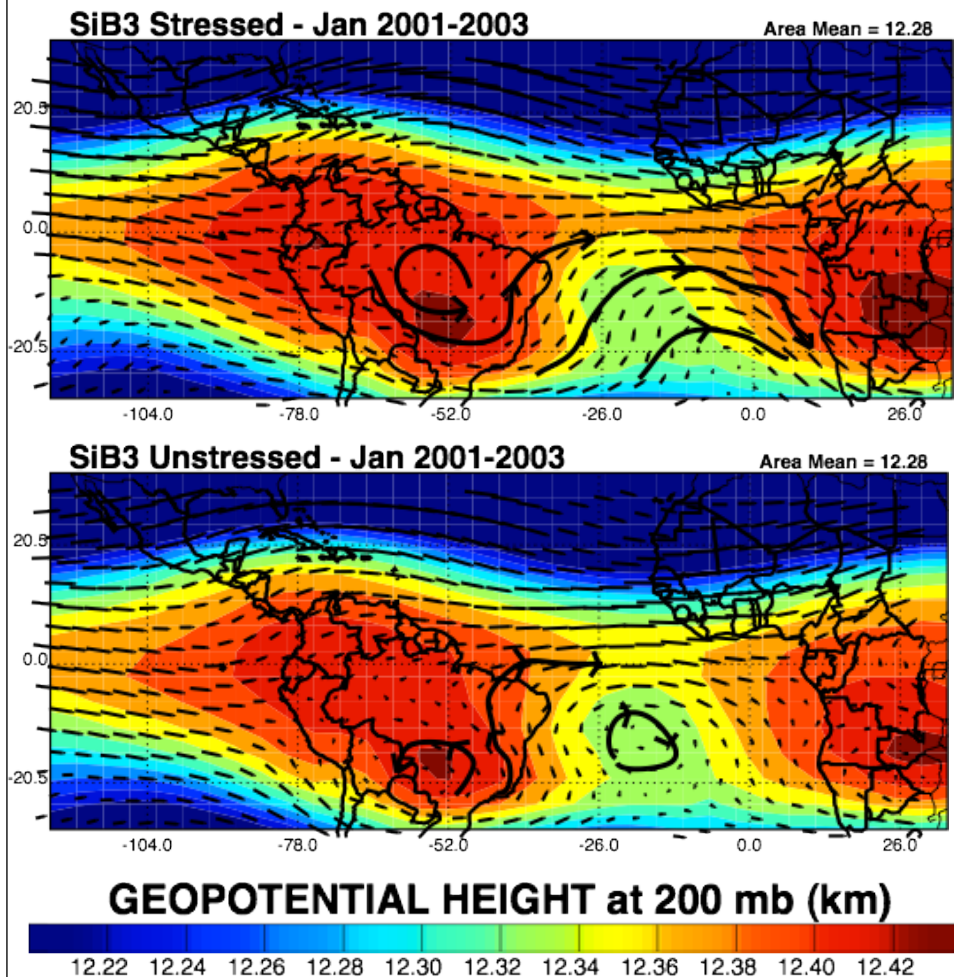 SiB3 Stressed - Jan 2001-2003
Area Mean = 12.28
20.5
0.0
-20.5
-104.0 -78.0 -52.0 -26.0 0.0 26.0
SiB3 Unstressed - Jan 2001-2003
Area Mean = 12.28
20.5
0.0
-20.5
-104.0 -78.0 -52.0 -26.0 0.0 26.0
GEOPOTENTIAL HEIGHT at 200 mb (km)
12.22 12.24 12.26 12.28 12.30 12.32 12.34 12.36 12.38 12.40 12.42